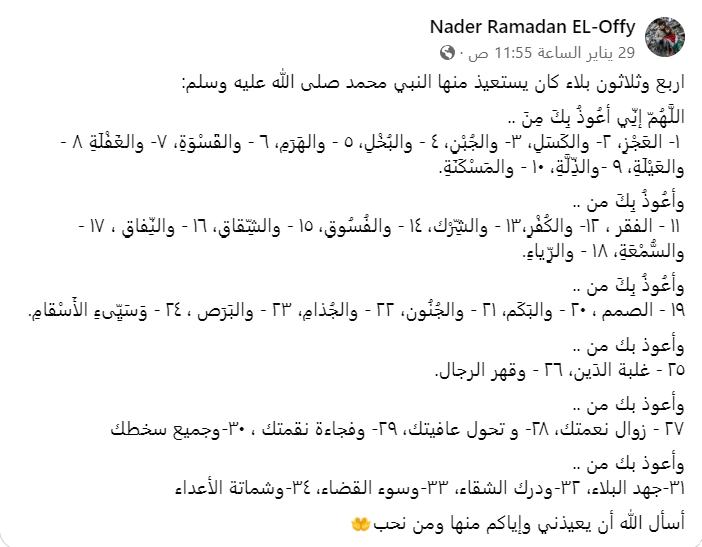 Nader Ramadan EL-Offy
29 يناير الساعة 11:55 ص ·
اربع وثلاثون بلاء كان يستعيذ منها النبي محمد صلى الله عليه وسلم:
اللَّهُمّ إنِّي أعُوذُ بِكَ مِنَ ..
١- العَجْزِ، ٢- والكَسَلِ، ٣- والجُبْنِ، ٤ - والبُخْلِ، ٥ - والهَرَمِ، ٦ - والقَسْوَةِ، ٧- والغَفْلَةِ ٨ -
والعَيْلَةِ، ٩ -والذِّلَّةِ، ١٠ - والمَسْكَنَةِ.
وأعُوذُ بِكَ من ..
١١ - الفقر ، ١٢- والكُفْرِ،١٣ - والشِّرْك، ١٤ - والفُسُوق، ١٥ - والشِّقاق، ١٦ - والنِّفاق ، ١٧ -
والسُّمْعَةِ، ١٨ - والرِّياءِ.
وأعُوذُ بِكَ من ..
١٩ - الصمم ، ٢٠ - والبَكَم، ٢١ - والجُنُون، ٢٢ - والجُذامِ، ٢٣ - والبَرَص ، ٢٤ - وَسَيِّىءِ الأَسْقامِ.
وأعوذ بك من ..
٢٥ - غلبة الدَين، ٢٦ - وقهر الرجال.
وأعوذ بك من ..
٢٧ - زوال نعمتك، ٢٨- و تحول عافيتك، ٢٩- وفجاءة نقمتك ، ٣٠-وجميع سخطك
وأعوذ بك من ..
٣١-جهد البلاء، ٣٢-ودرك الشقاء، ٣٣-وسوء القضاء، ٣٤-وشماتة الأعداء
أسأل الله أن يعيذني وإياكم منها ومن نحب🤲